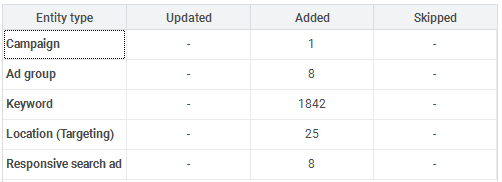 Entity type Updated Added Skipped
Campaign - 1 -
Ad group - 8 -
Keyword - 1842 -
Location (Targeting) - 25 -
Responsive search ad - 8 -